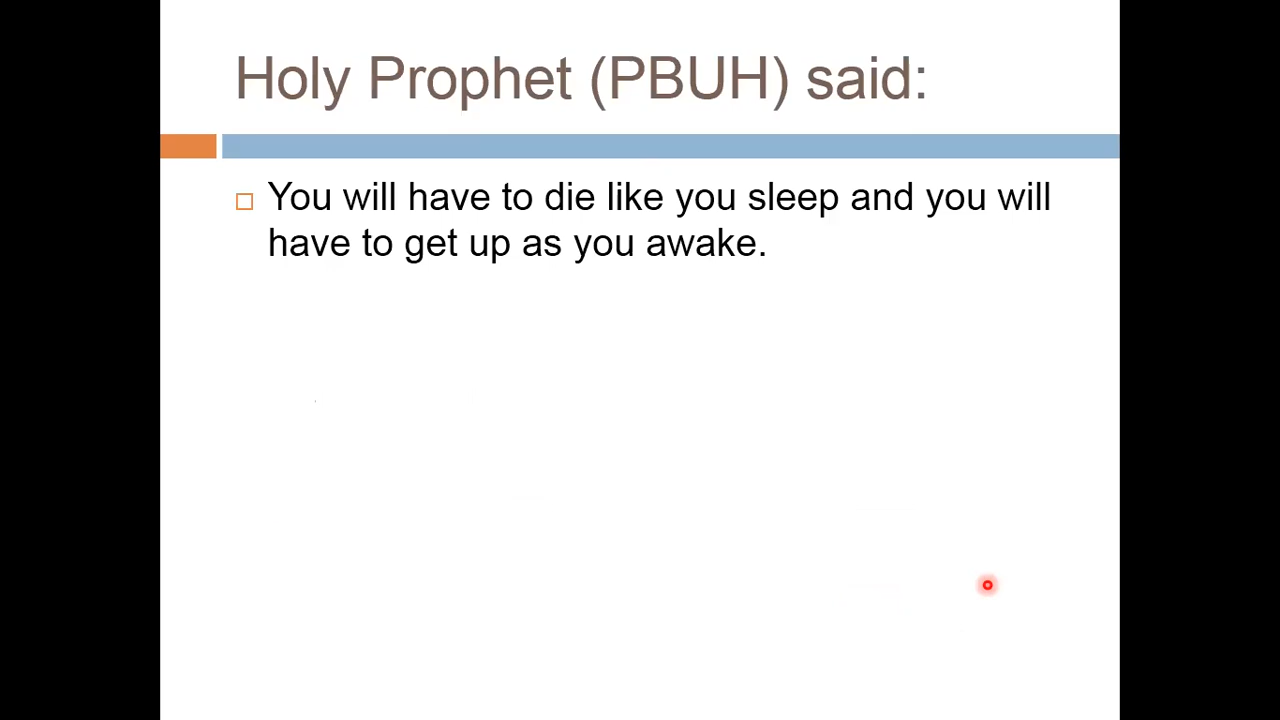 Holy Prophet (PBUH) said:
You will have to die like you sleep and you will
have to get up as you awake.